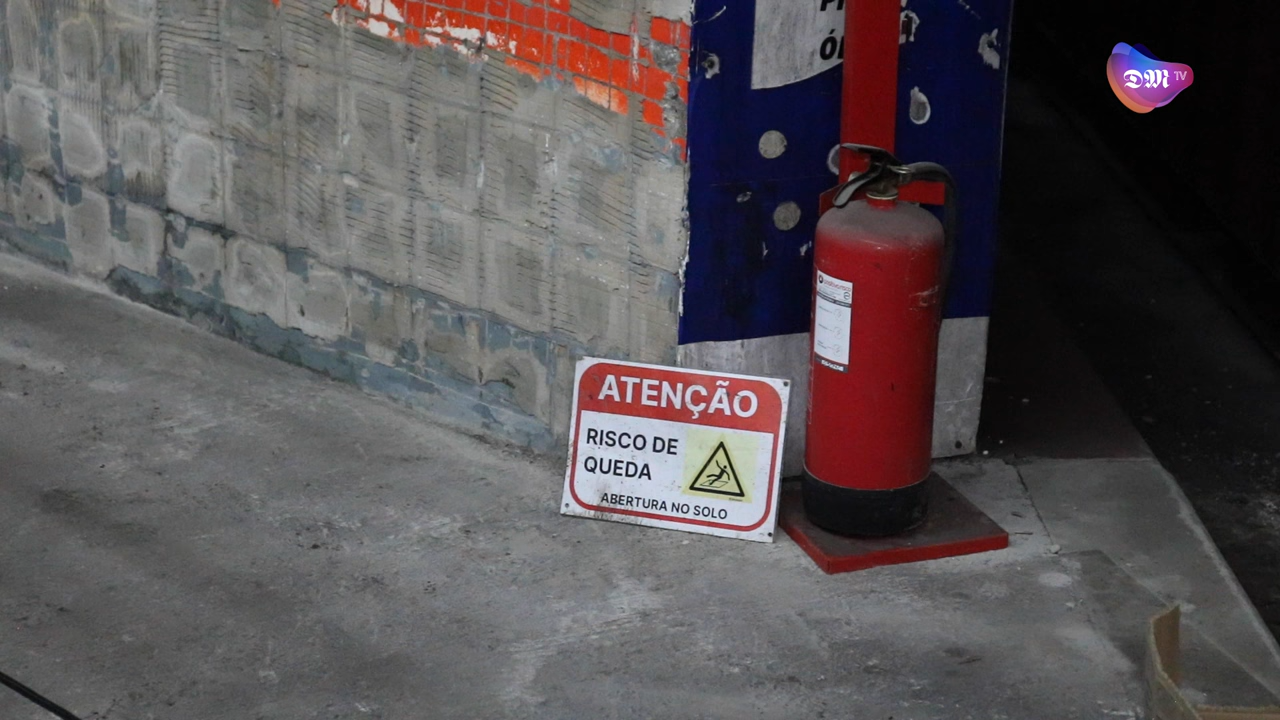 DM TV
ATENÇÃO
RISCO DE
QUEDA
ABERTURA NO SOLO